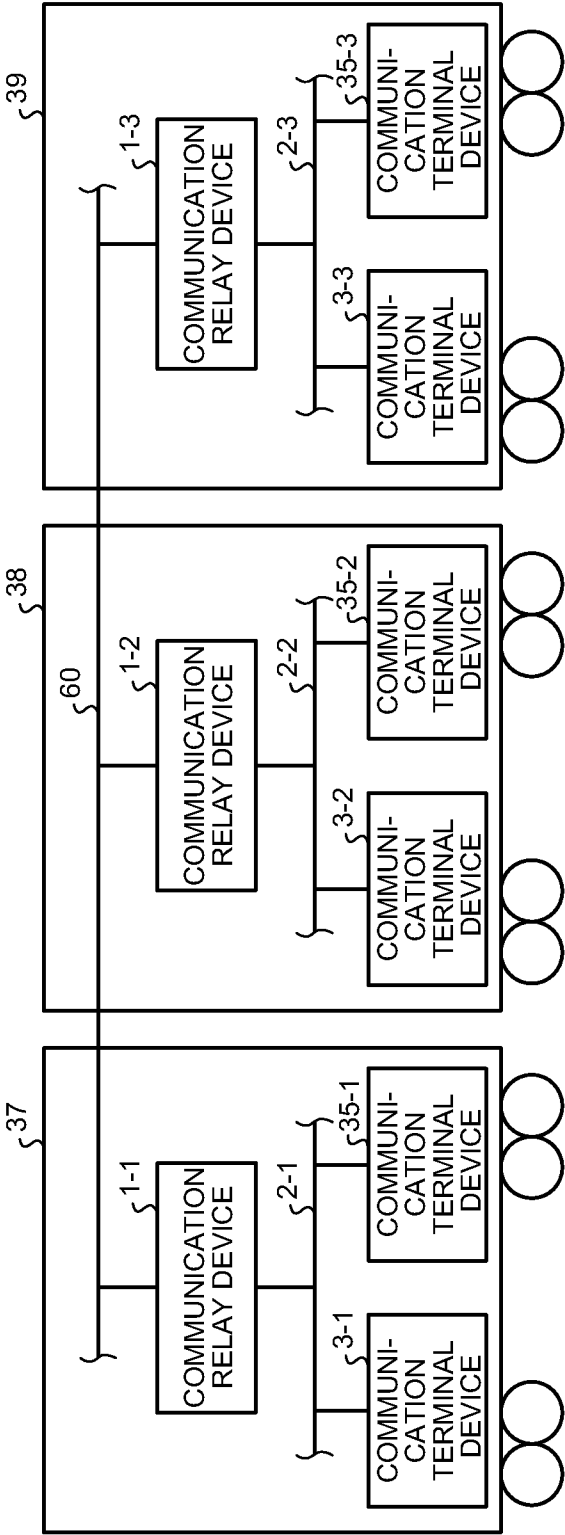 37
38
39
60
1-1
COMMUNICATION
RELAY DEVICE
2-1
3-1
COMMUNI-
CATION
TERMINAL
DEVICE
35-1
COMMUNI-
CATION
TERMINAL
DEVICE
1-2
COMMUNICATION
RELAY DEVICE
2-2
3-2
COMMUNI-
CATION
TERMINAL
DEVICE
35-2
COMMUNI-
CATION
TERMINAL
DEVICE
1-3
COMMUNICATION
RELAY DEVICE
2-3
3-3
COMMUNI-
CATION
TERMINAL
DEVICE
35-3
COMMUNI-
CATION
TERMINAL
DEVICE